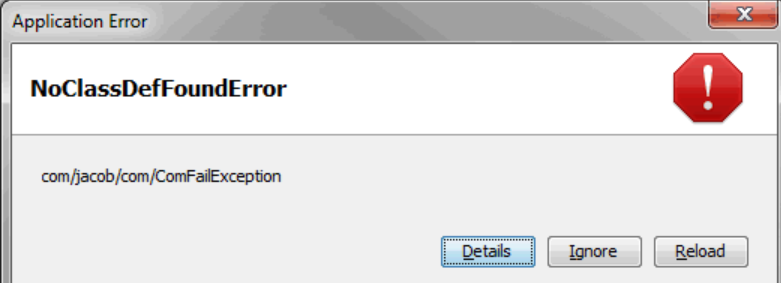 Application Error
NoClassDefFoundError
com/jacob/com/ComFailException
Details Ignore Reload